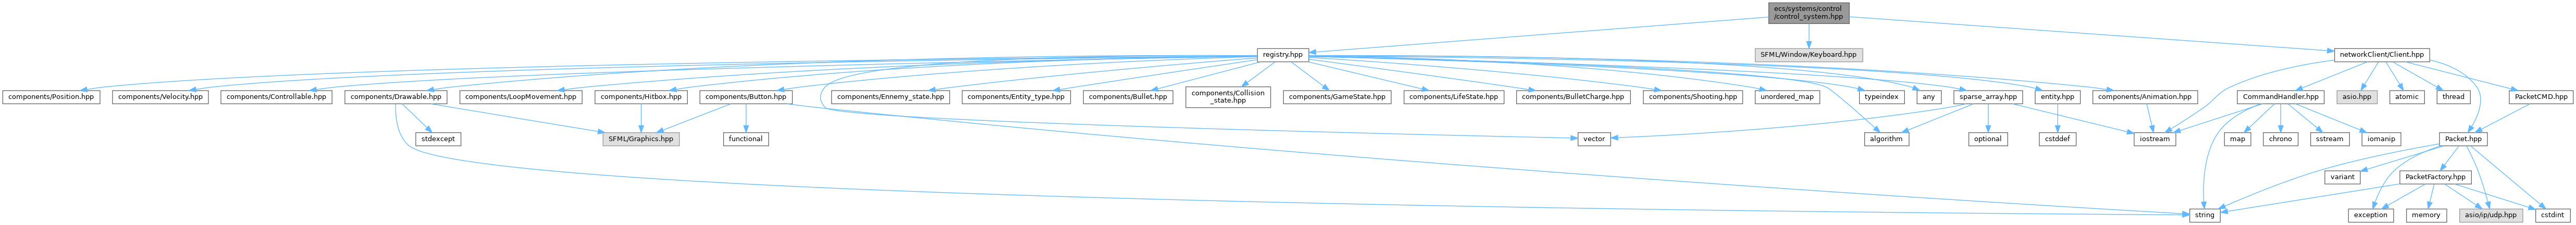 ecs/systems/control
/control_system.hpp
registry.hpp
SFML/Window/Keyboard.hpp
networkClient/Client.hpp
components/Position.hpp
components/Velocity.hpp
components/Controllable.hpp
components/Drawable.hpp
components/LoopMovement.hpp
components/Hitbox.hpp
components/Button.hpp
components/Ennemy_state.hpp
components/Entity_type.hpp
components/Bullet.hpp
components/Collision
_state.hpp
components/GameState.hpp
components/LifeState.hpp
components/BulletCharge.hpp
components/Shooting.hpp
unordered_map
typeindex
any
sparse_array.hpp
entity.hpp
components/Animation.hpp
CommandHandler.hpp
asio.hpp
atomic
thread
PacketCMD.hpp
stdexcept
SFML/Graphics.hpp
functional
vector
algorithm
optional
cstddef
iostream
map
chrono
sstream
iomanip
Packet.hpp
variant
PacketFactory.hpp
string
exception
memory
asio/ip/udp.hpp
cstdint